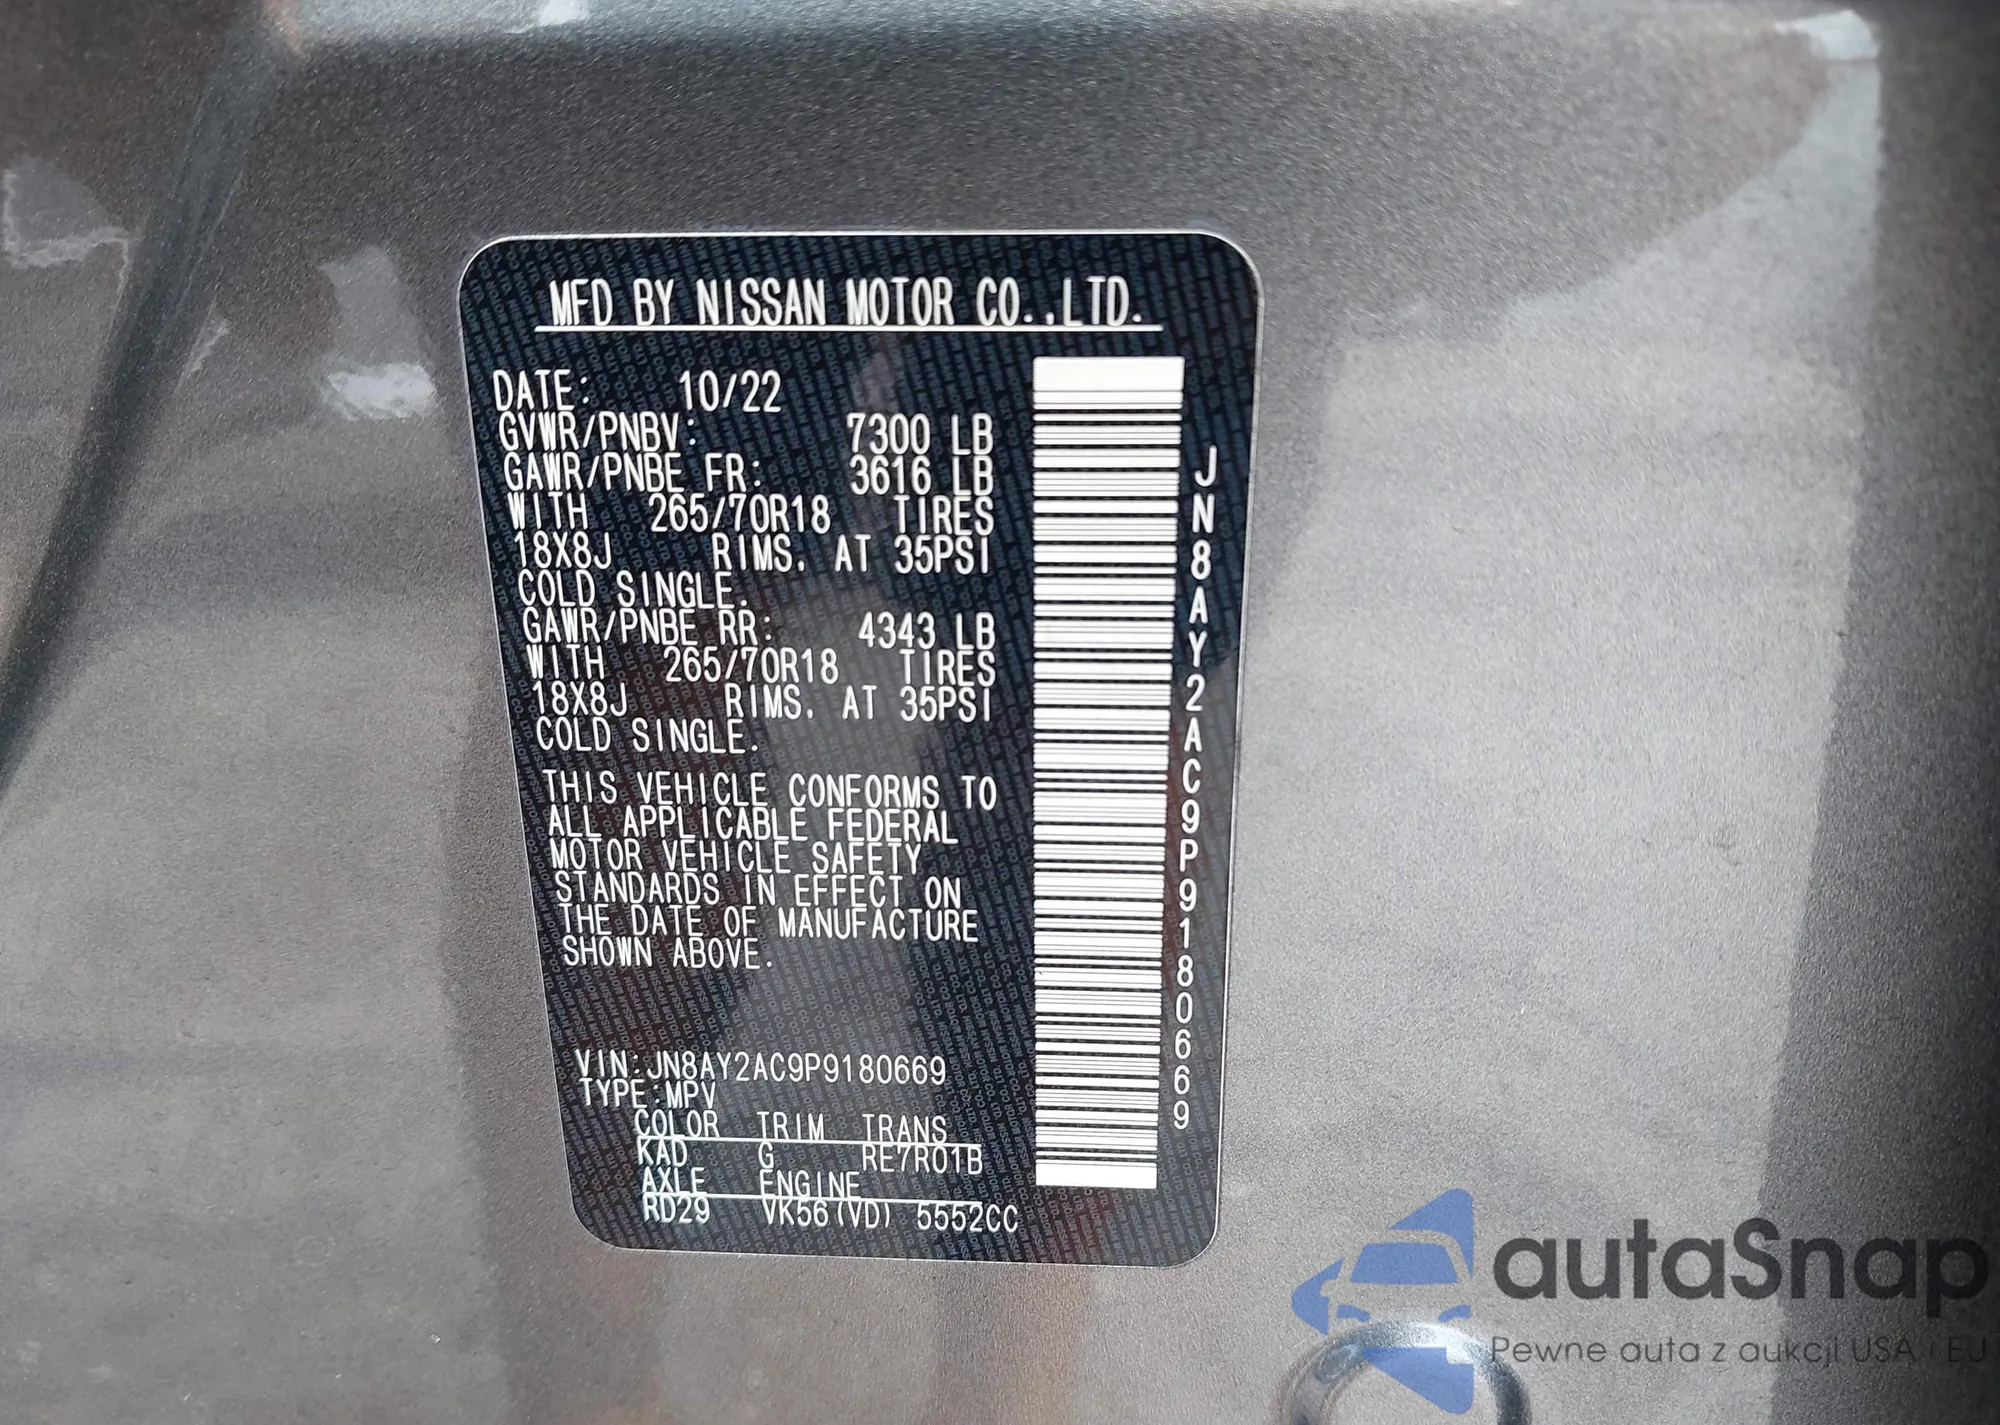 MFD BY NISSAN MOTOR CO.,LTD.
DATE: 10/22
GVWR/PNBV: 7300 LB
GAWR/PNBE FR: 3616 LB
WITH 265/70R18 TIRES
18X8J RIMS. AT 35PSI
COLD SINGLE.
GAWR/PNBE RR: 4343 LB
WITH 265/70R18 TIRES
18X8J RIMS. AT 35PSI
COLD SINGLE.
THIS VEHICLE CONFORMS TO
ALL APPLICABLE FEDERAL
MOTOR VEHICLE SAFETY
STANDARDS IN EFFECT ON
THE DATE OF MANUFACTURE
SHOWN ABOVE.
VIN:JN8AY2AC9P9180669
TYPE:MPV
COLOR TRIM TRANS
KAD G RE7R01B
AXLE ENGINE
RD29 VK56(VD) 5552CC
JN8AY2AC9P9180669
autaSnap
Pewne auta z aukcji USA i EU